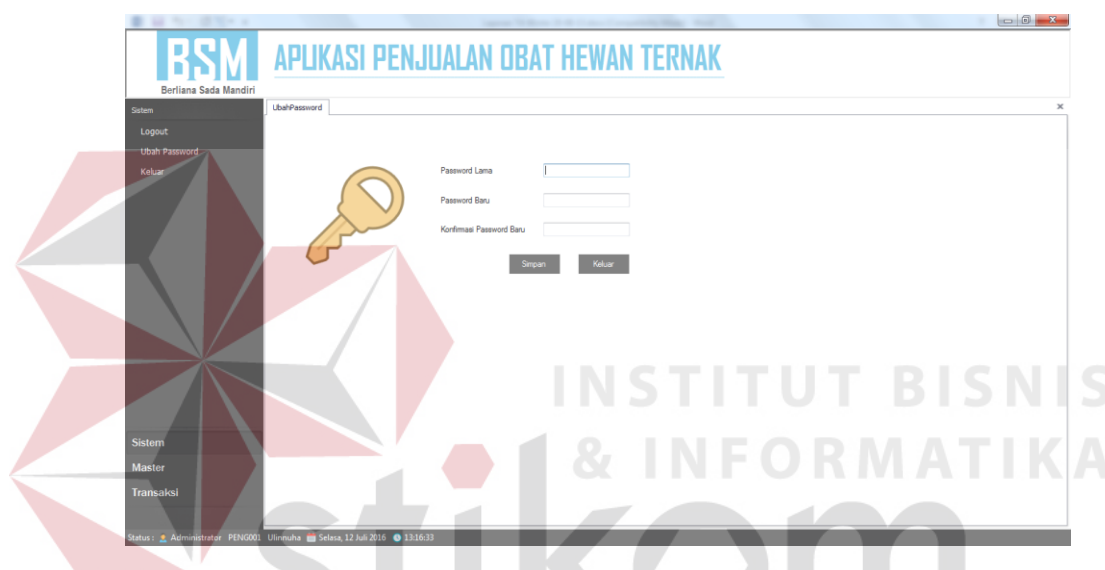 BSM
Berliana Sada Mandiri
APLIKASI PENJUALAN OBAT HEWAN TERNAK
Sistem
Logout
Ubah Password
Keluar
UbahPassword
Password Lama
Password Baru
Konfirmasi Password Baru
Simpan Keluar
Sistem
Master
Transaksi
Status : Administrator PENG001 Ulinnuha Selasa, 12 Juli 2016 13:16:33
INSTITUT BISNIS
& INFORMATIKA
stikom